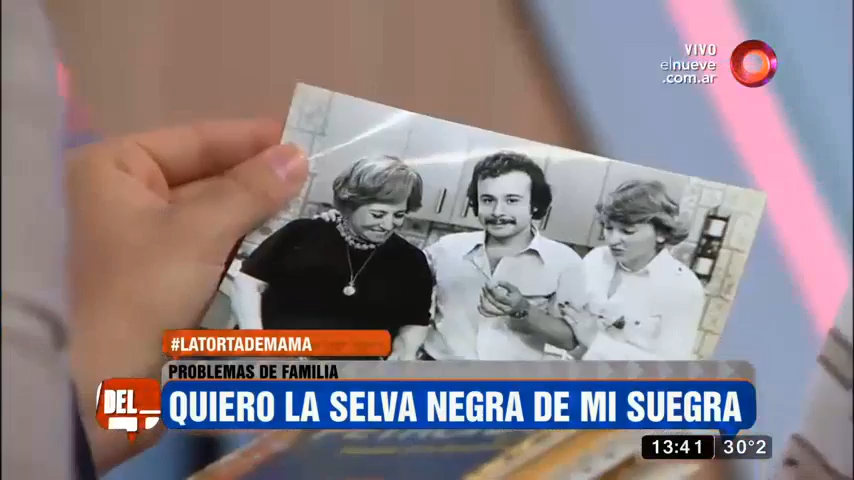 VIVO
elnueve
.com.ar
#LATORTADEMAMA
PROBLEMAS DE FAMILIA
DEL
QUIERO LA SELVA NEGRA DE MI SUEGRA
13:41 30°2